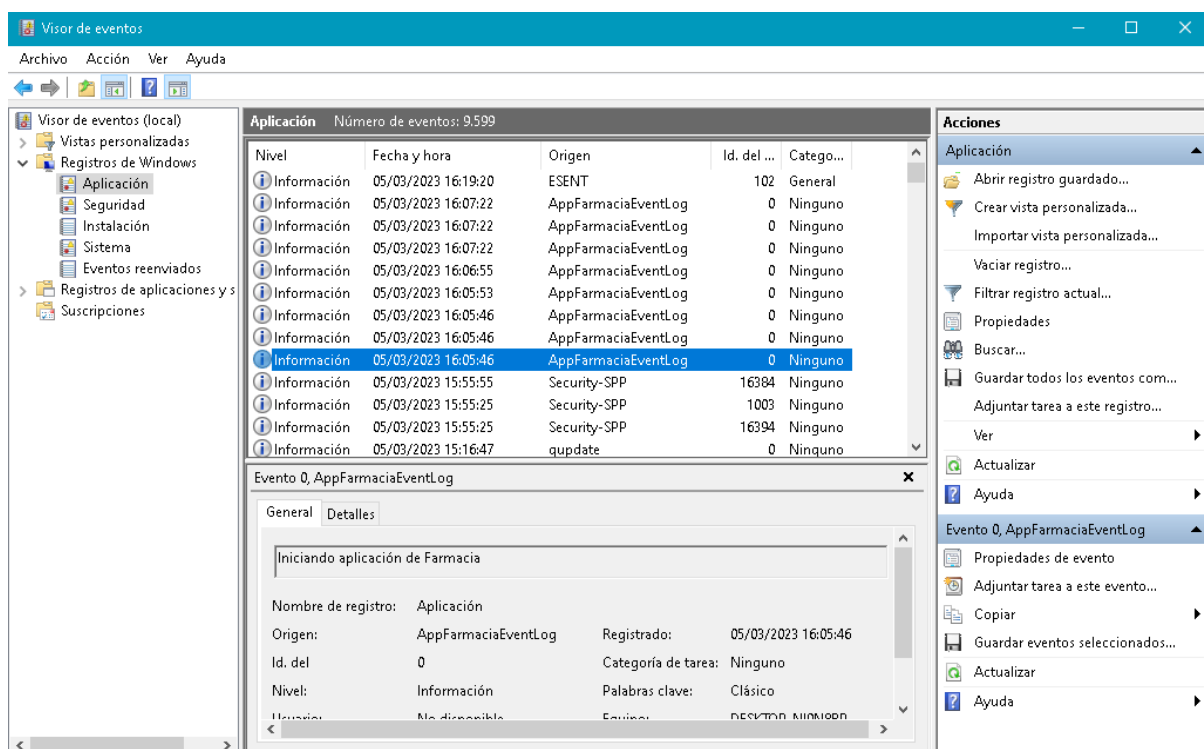 Visor de eventos
Archivo Acción Ver Ayuda
Visor de eventos (local)
Vistas personalizadas
Registros de Windows
Aplicación
Seguridad
Instalación
Sistema
Eventos reenviados
Registros de aplicaciones y s
Suscripciones
Aplicación Número de eventos: 9.599
Nivel Fecha y hora Origen Id. del ... Catego...
Información 05/03/2023 16:19:20 ESENT 102 General
Información 05/03/2023 16:07:22 AppFarmaciaEventLog 0 Ninguno
Información 05/03/2023 16:07:22 AppFarmaciaEventLog 0 Ninguno
Información 05/03/2023 16:07:22 AppFarmaciaEventLog 0 Ninguno
Información 05/03/2023 16:06:55 AppFarmaciaEventLog 0 Ninguno
Información 05/03/2023 16:05:53 AppFarmaciaEventLog 0 Ninguno
Información 05/03/2023 16:05:46 AppFarmaciaEventLog 0 Ninguno
Información 05/03/2023 16:05:46 AppFarmaciaEventLog 0 Ninguno
Información 05/03/2023 16:05:46 AppFarmaciaEventLog 0 Ninguno
Información 05/03/2023 15:55:55 Security-SPP 16384 Ninguno
Información 05/03/2023 15:55:25 Security-SPP 1003 Ninguno
Información 05/03/2023 15:55:25 Security-SPP 16394 Ninguno
Información 05/03/2023 15:16:47 gupdate 0 Ninguno
Evento 0, AppFarmaciaEventLog
General Detalles
Iniciando aplicación de Farmacia
Nombre de registro: Aplicación
Origen: AppFarmaciaEventLog Registrado: 05/03/2023 16:05:46
Id. del 0 Categoría de tarea: Ninguno
Nivel: Información Palabras clave: Clásico
Usuario: No disponible Equipo:
Acciones
Aplicación
Abrir registro guardado...
Crear vista personalizada...
Importar vista personalizada...
Vaciar registro...
Filtrar registro actual...
Propiedades
Buscar...
Guardar todos los eventos com...
Adjuntar tarea a este registro...
Ver
Actualizar
Ayuda
Evento 0, AppFarmaciaEventLog
Propiedades de evento
Adjuntar tarea a este evento...
Copiar
Guardar eventos seleccionados...
Actualizar
Ayuda